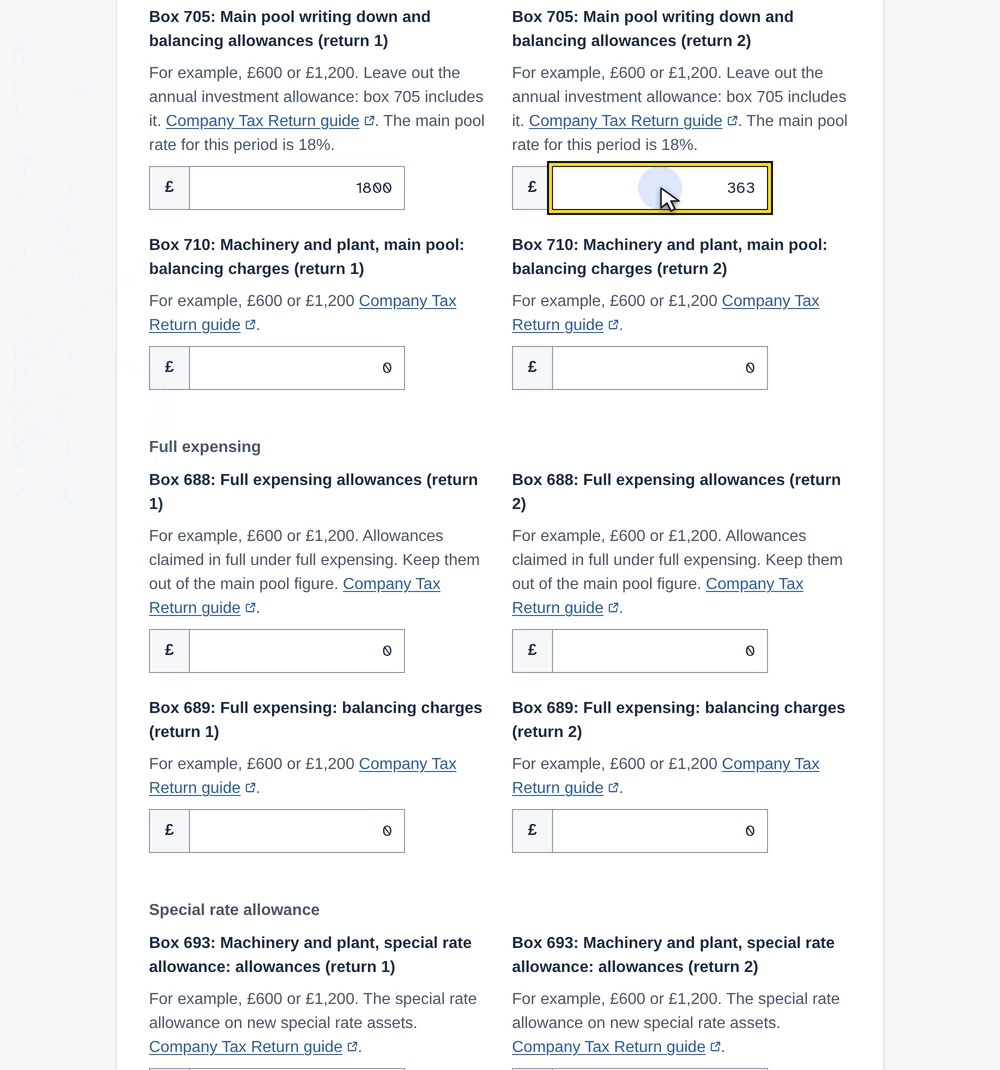 Box 705: Main pool writing down and
balancing allowances (return 1)
For example, £600 or £1,200. Leave out the
annual investment allowance: box 705 includes
it. Company Tax Return guide. The main pool
rate for this period is 18%.
£ 1800
Box 705: Main pool writing down and
balancing allowances (return 2)
For example, £600 or £1,200. Leave out the
annual investment allowance: box 705 includes
it. Company Tax Return guide. The main pool
rate for this period is 18%.
£ 363
Box 710: Machinery and plant, main pool:
balancing charges (return 1)
For example, £600 or £1,200 Company Tax
Return guide.
£ 0
Box 710: Machinery and plant, main pool:
balancing charges (return 2)
For example, £600 or £1,200 Company Tax
Return guide.
£ 0
Full expensing
Box 688: Full expensing allowances (return
1)
For example, £600 or £1,200. Allowances
claimed in full under full expensing. Keep them
out of the main pool figure. Company Tax
Return guide.
£ 0
Box 688: Full expensing allowances (return
2)
For example, £600 or £1,200. Allowances
claimed in full under full expensing. Keep them
out of the main pool figure. Company Tax
Return guide.
£ 0
Box 689: Full expensing: balancing charges
(return 1)
For example, £600 or £1,200 Company Tax
Return guide.
£ 0
Box 689: Full expensing: balancing charges
(return 2)
For example, £600 or £1,200 Company Tax
Return guide.
£ 0
Special rate allowance
Box 693: Machinery and plant, special rate
allowance: allowances (return 1)
For example, £600 or £1,200. The special rate
allowance on new special rate assets.
Company Tax Return guide.
Box 693: Machinery and plant, special rate
allowance: allowances (return 2)
For example, £600 or £1,200. The special rate
allowance on new special rate assets.
Company Tax Return guide.